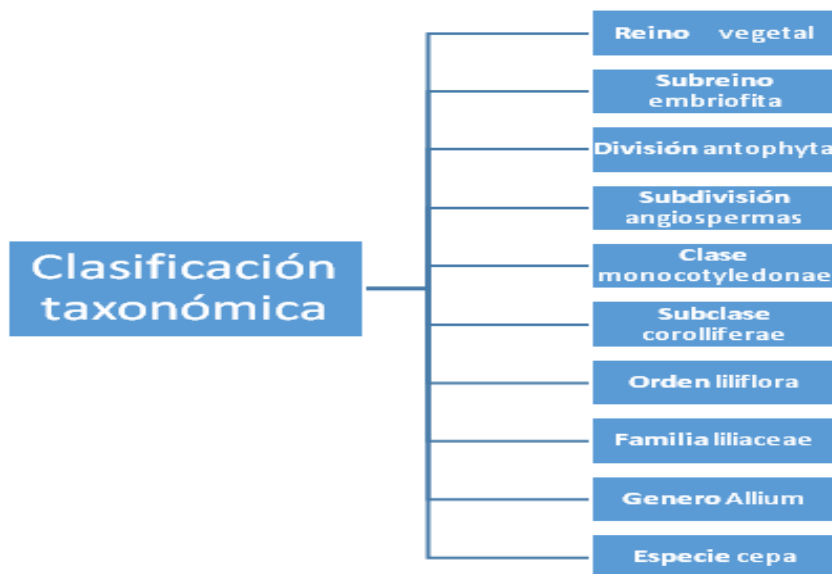 Clasificación
taxonómica
Reino vegetal
Subreino
embriofita
División antophyta
Subdivisión
angiospermas
Clase
monocotyledonae
Subclase
corolliferae
Orden liliflora
Familia liliaceae
Genero Allium
Especie cepa